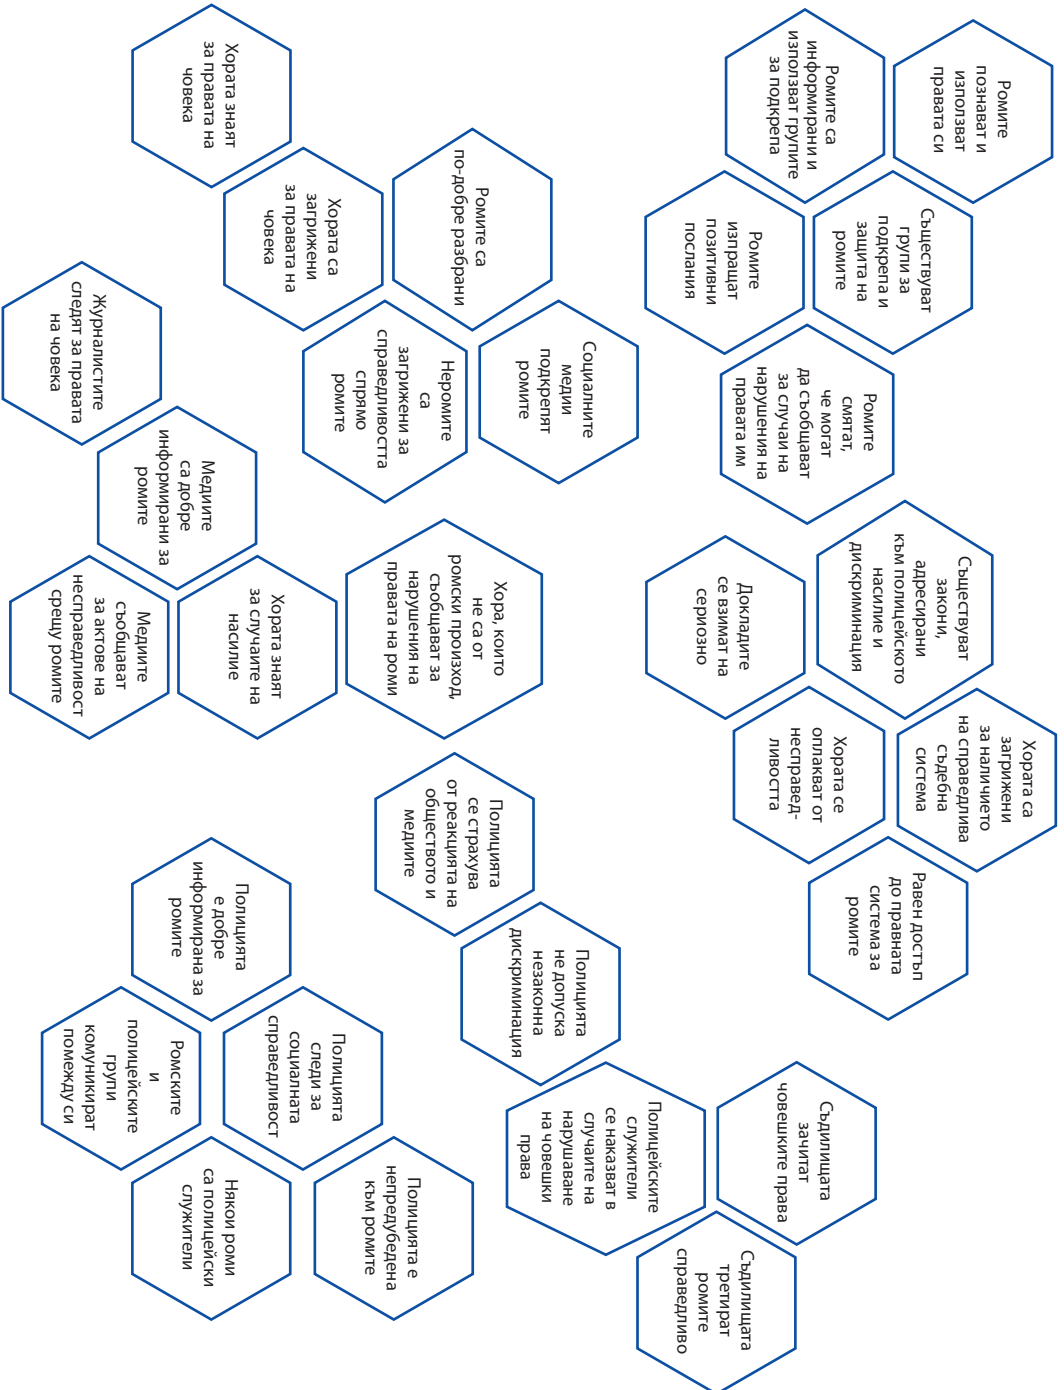 Ромите
познават и
използват
правата си
Ромите са
информирани и
използват групите
за подкрепа
Съществуват
групи за
подкрепа и
защита на
ромите
Ромите
изпращат
позитивни
послания
Ромите
смятат,
че могат
да съобщават
за случаи на
нарушения на
правата им
Съществуват
закони,
адресирани
към полицейското
насилие и
дискриминация
Докладите
се взимат на
сериозно
Хората са
загрижени
за наличието
на справедлива
съдебна
система
Хората се
оплакват от
несправед-
ливостта
Равен достъп
до правната
система за
ромите
Съдилищата
зачитат
човешките права
Съдилищата
третират
ромите
справедливо
Полицейските
служители
се наказват в
случаите на
нарушаване
на човешки
права
Полицията
не допуска
незаконна
дискриминация
Полицията
се страхува
от реакцията на
обществото и
медиите
Социалните
медии
подкрепят
ромите
Ромите са
по-добре разбрани
Неромите
са
загрижени за
справедливостта
спрямо
ромите
Хората са
загрижени
за правата на
човека
Хората знаят
за правата на
човека
Хора, които
не са от
ромски произход,
съобщават за
нарушения на
правата на роми
Хората знаят
за случаите на
насилие
Медиите
са добре
информирани за
ромите
Журналистите
следят за правата
на човека
Медиите
съобщават
за актове на
несправедливост
срещу ромите
Полицията е
непредубедена
към ромите
Полицията
следи за
социалната
справедливост
Полицията
е добре
информирана за
ромите
Някои роми
са полицейски
служители
Ромските
и
полицейските
групи
комуникират
помежду си